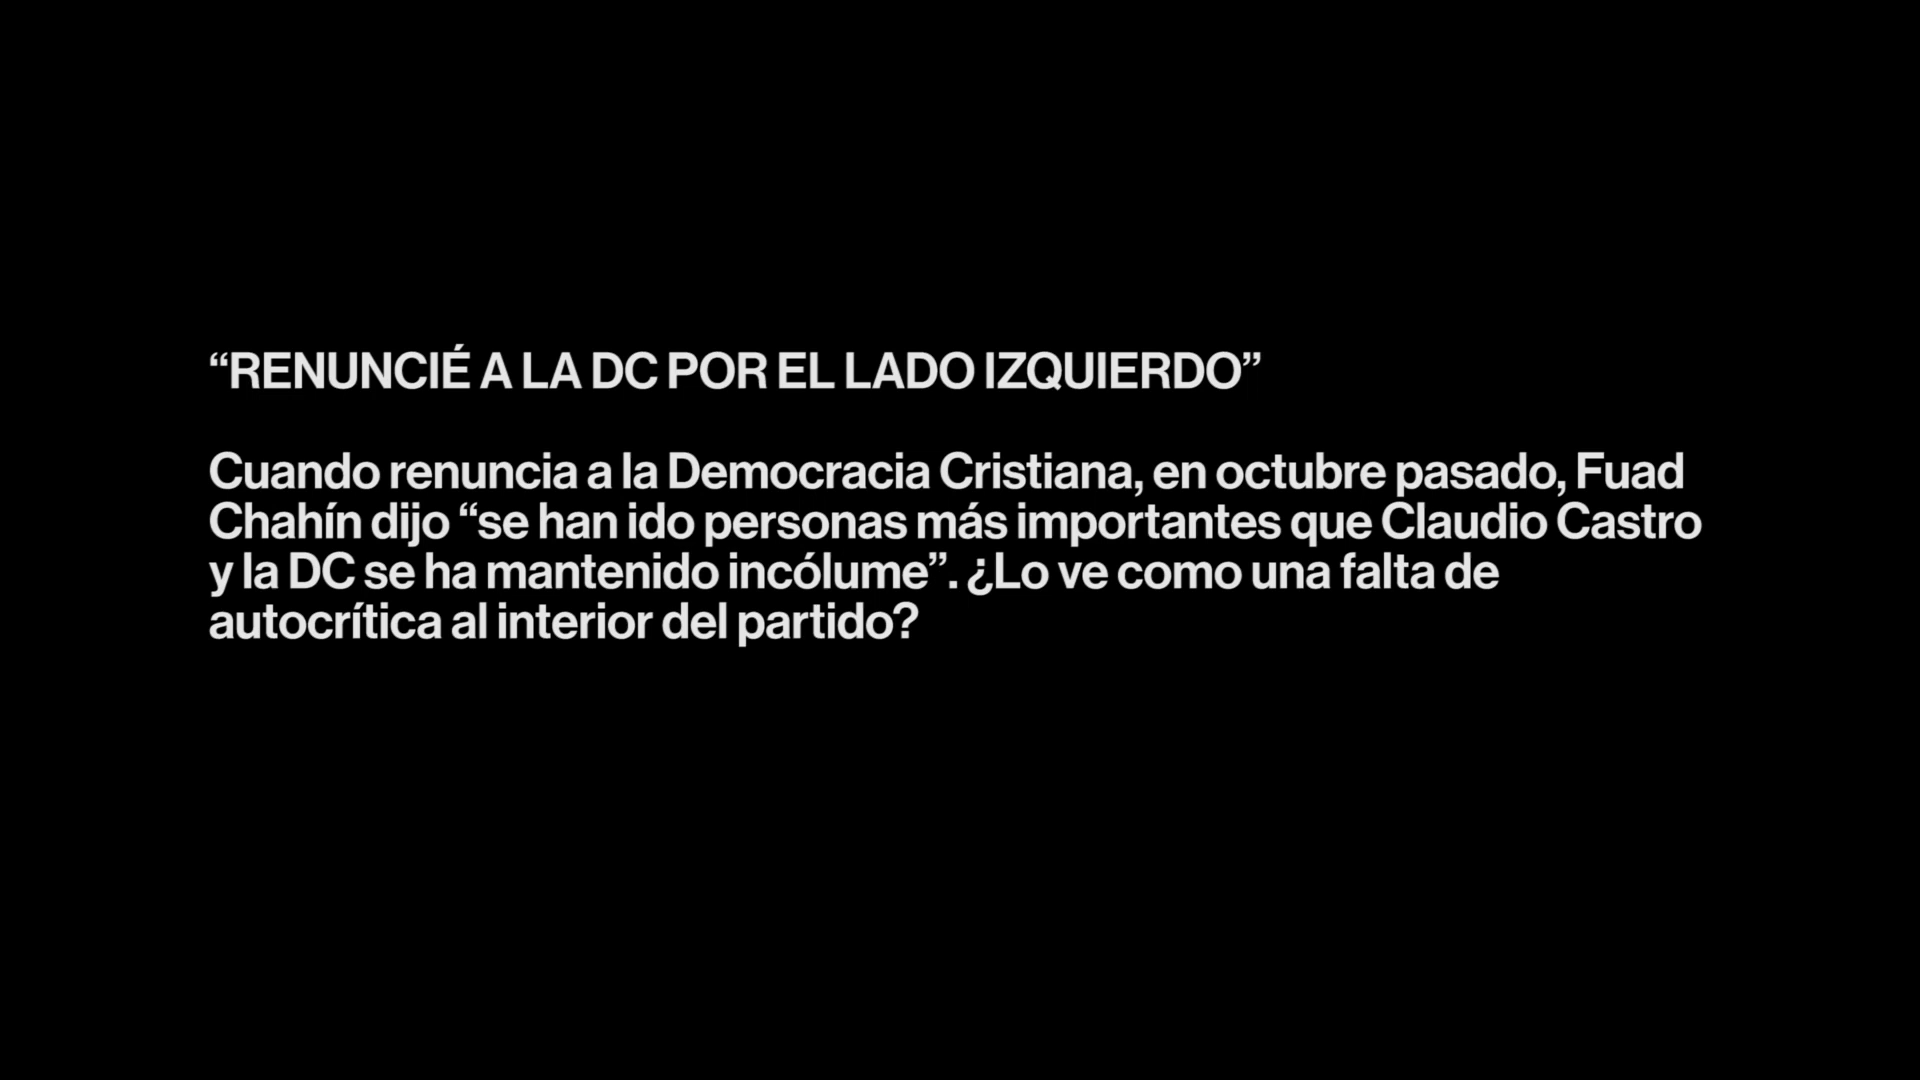 “RENUNCIÉ A LA DC POR EL LADO IZQUIERDO”
Cuando renuncia a la Democracia Cristiana, en octubre pasado, Fuad
Chahín dijo “se han ido personas más importantes que Claudio Castro
y la DC se ha mantenido incólume”. ¿Lo ve como una falta de
autocrítica al interior del partido?